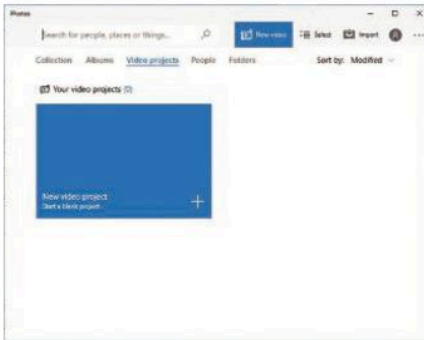 Photos
Search for people, places or things...
New video
Select
Import
Collection
Albums
Video projects
People
Folders
Sort by: Modified
Your video projects (0)
New video project
Start a blank project